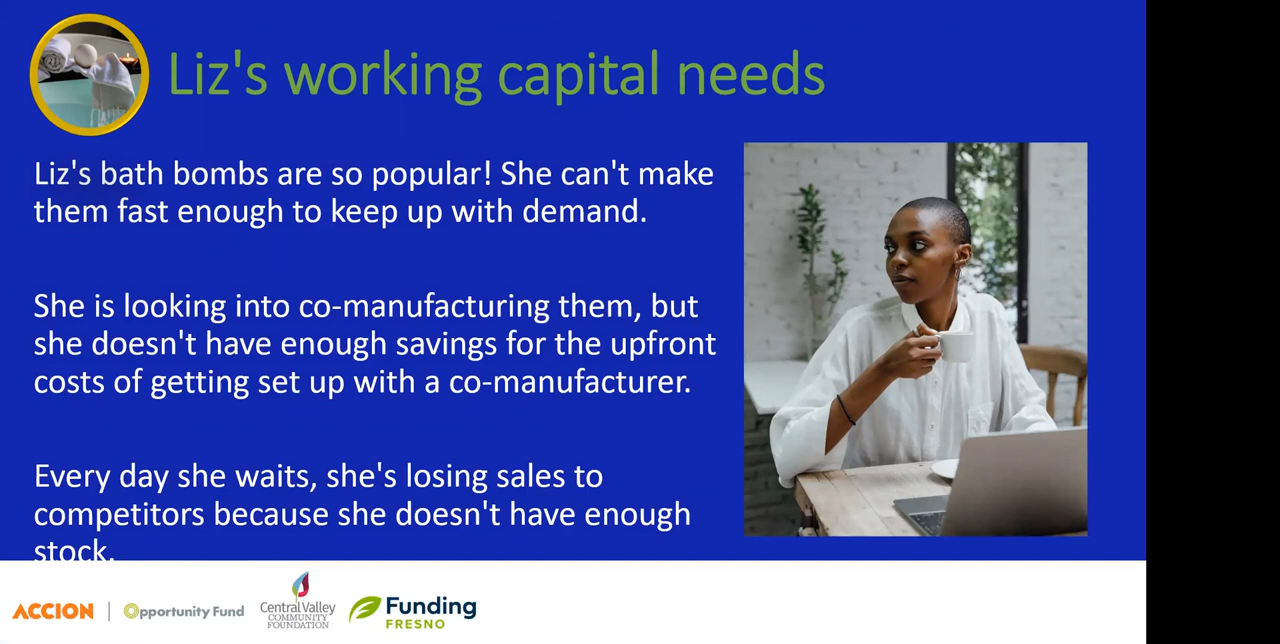 Liz's working capital needs
Liz's bath bombs are so popular! She can't make
them fast enough to keep up with demand.
She is looking into co-manufacturing them, but
she doesn't have enough savings for the upfront
costs of getting set up with a co-manufacturer.
Every day she waits, she's losing sales to
competitors because she doesn't have enough
stock.
ACCION | Opportunity Fund
Central Valley
COMMUNITY
FOUNDATION
Funding
FRESNO